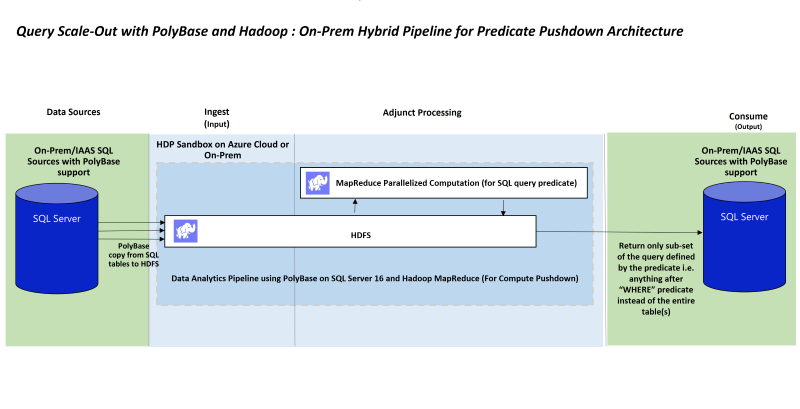 Query Scale-Out with PolyBase and Hadoop : On-Prem Hybrid Pipeline for Predicate Pushdown Architecture
Data Sources
Ingest
(Input)
Adjunct Processing
Consume
(Output)
On-Prem/IAAS SQL
Sources with PolyBase
support
SQL Server
PolyBase
copy from SQL
tables to HDFS
HDP Sandbox on Azure Cloud or
On-Prem
MapReduce Parallelized Computation (for SQL query predicate)
HDFS
Data Analytics Pipeline using PolyBase on SQL Server 16 and Hadoop MapReduce (For Compute Pushdown)
On-Prem/IAAS SQL
Sources with PolyBase
support
SQL Server
Return only sub-set
of the query defined
by the predicate i.e.
anything after
“WHERE” predicate
instead of the entire
table(s)